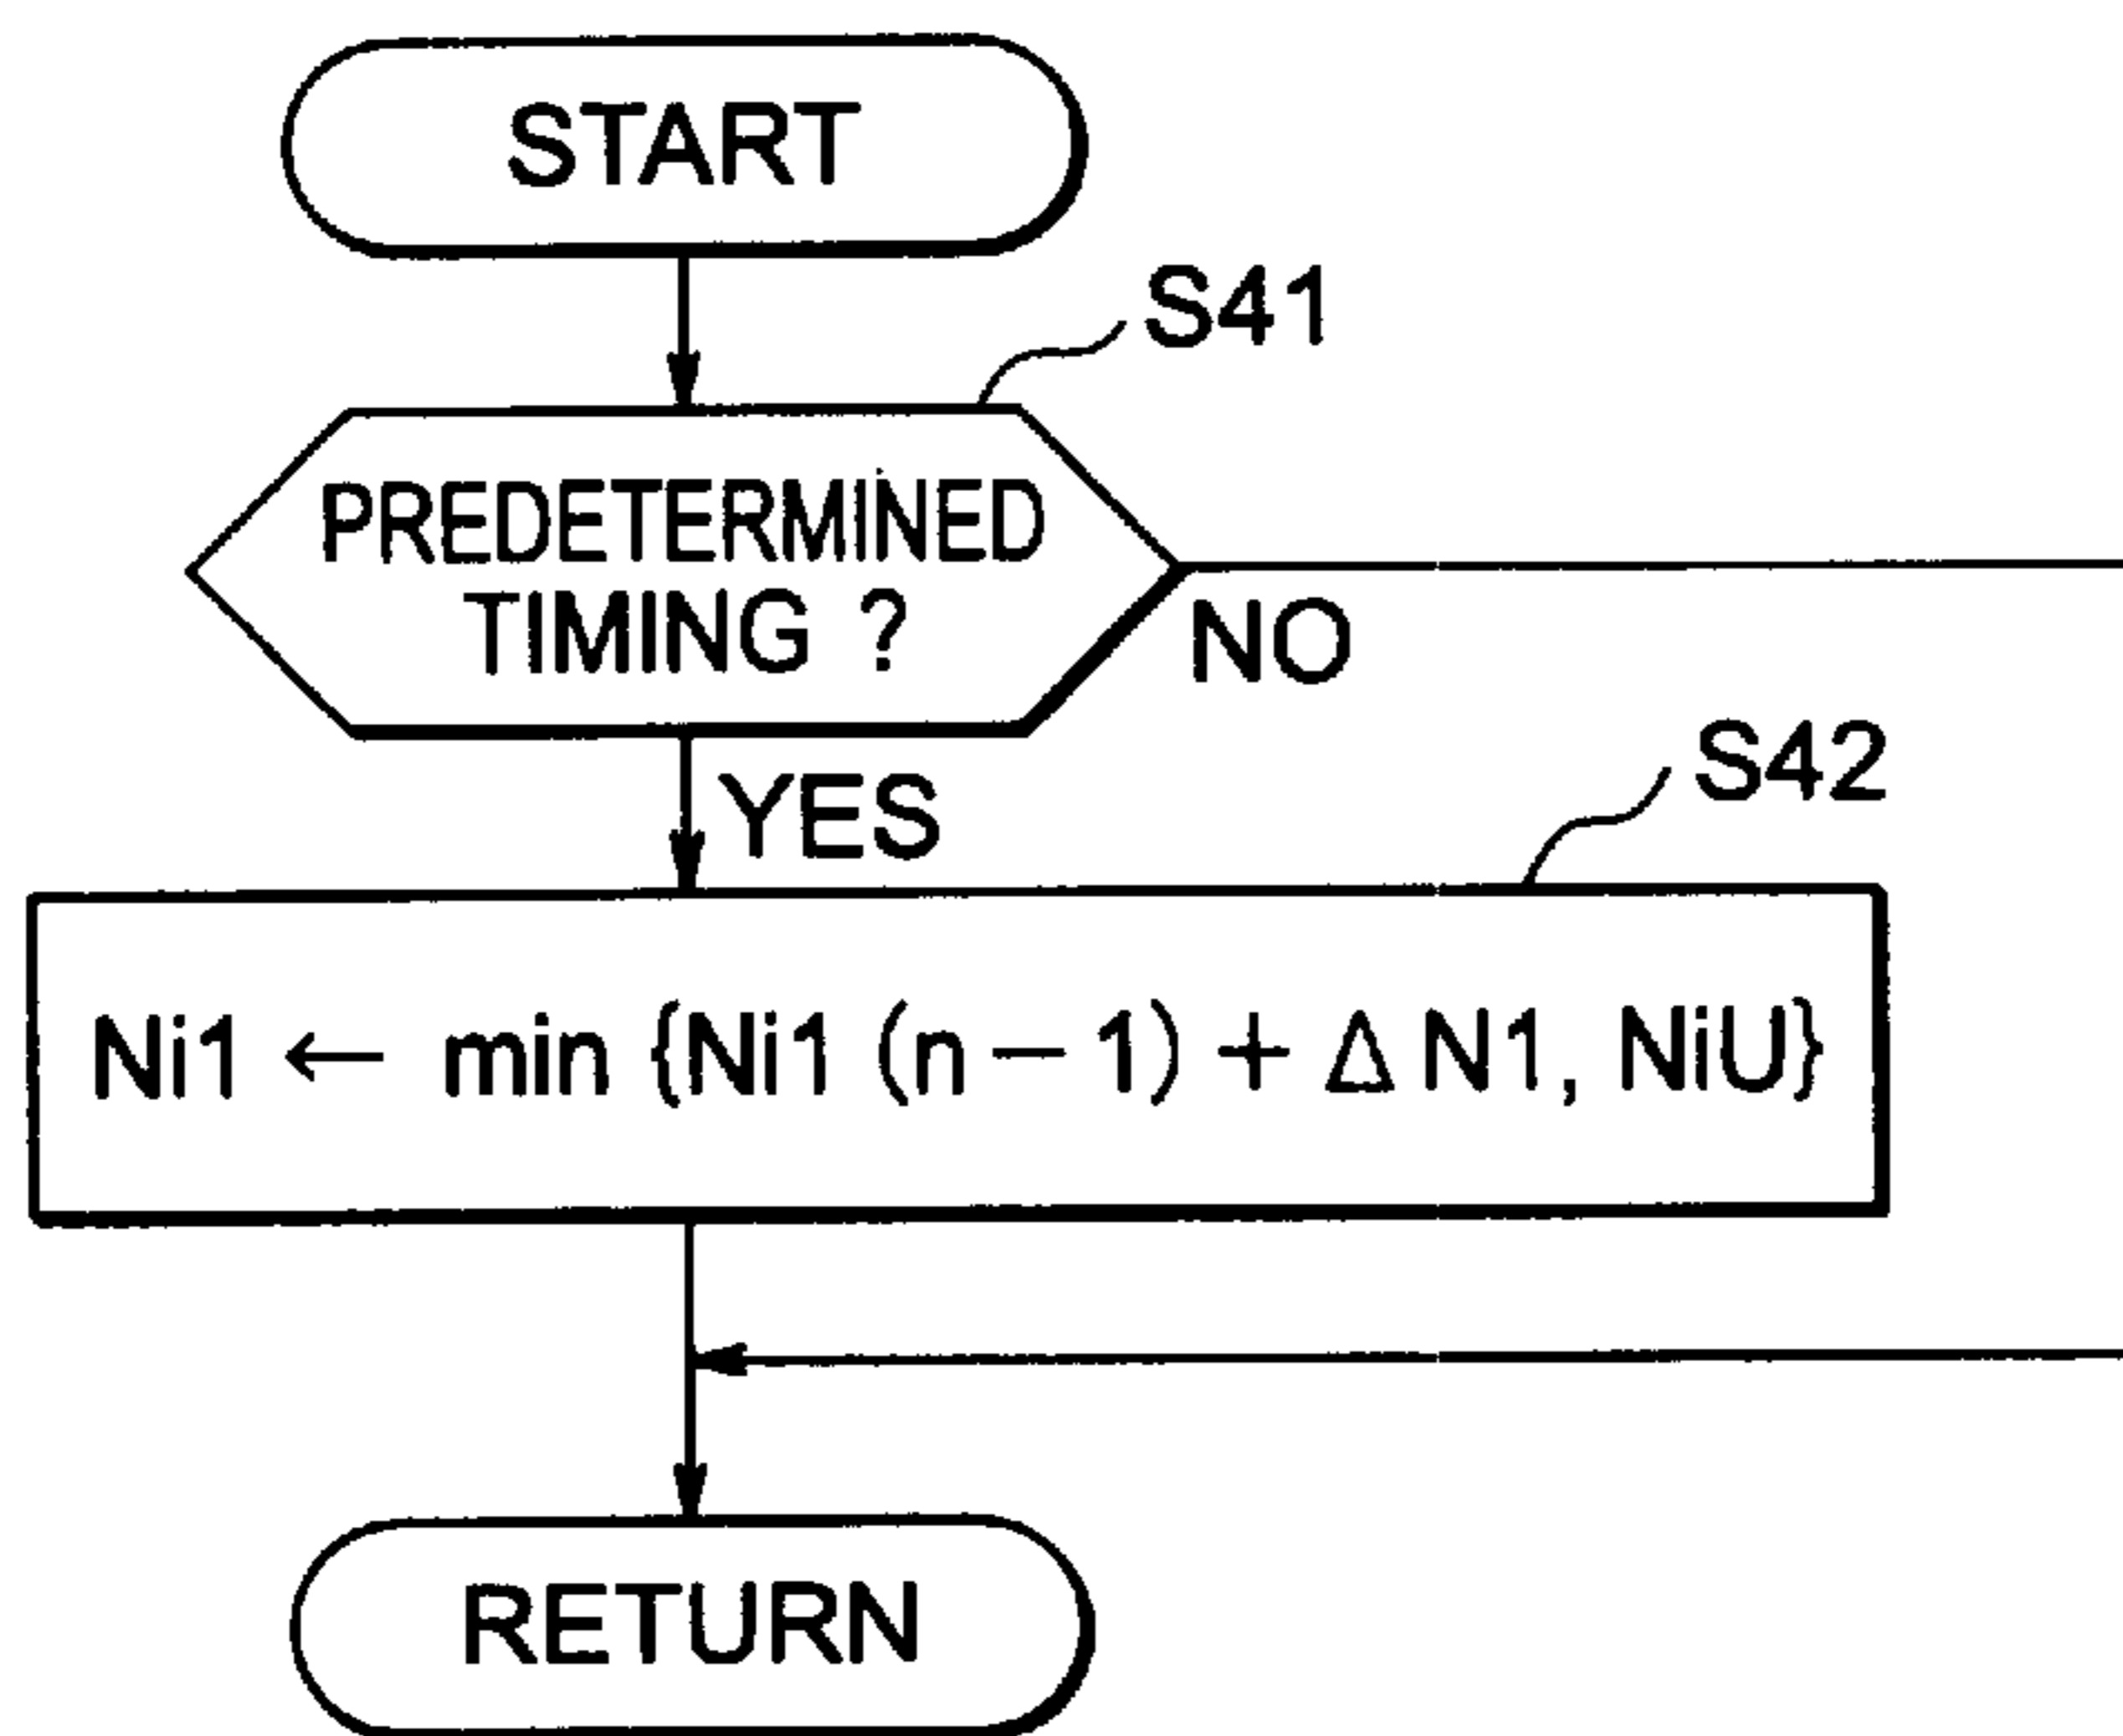 START
S41
PREDETERMINED
TIMING ?
NO
YES
S42
Ni1 ← min {Ni1 (n − 1) + Δ N1, NiU}
RETURN